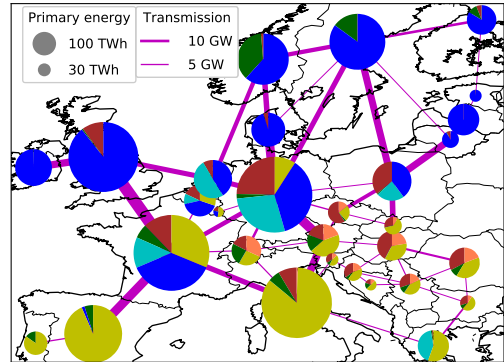 Primary energy
100 TWh
30 TWh
Transmission
10 GW
5 GW